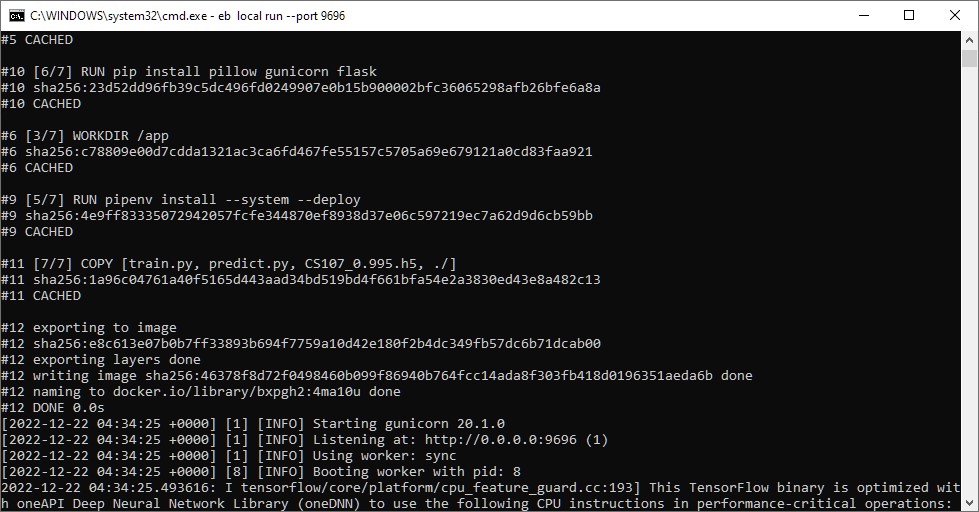 C:\WINDOWS\system32\cmd.exe - eb  local run --port 9696
#5 CACHED
#10 [6/7] RUN pip install pillow gunicorn flask
#10 sha256:23d52dd96fb39c5dc496fd0249907e0b15b900002bfc36065298afb26bfe6a8a
#10 CACHED
#6 [3/7] WORKDIR /app
#6 sha256:c78809e00d7cdda1321ac3ca6fd467fe55157c5705a69e679121a0cd83faa921
#6 CACHED
#9 [5/7] RUN pipenv install --system --deploy
#9 sha256:4e9ff83335072942057fcfe344870ef8938d37e06c597219ec7a62d9d6cb59bb
#9 CACHED
#11 [7/7] COPY [train.py, predict.py, CS107_0.995.h5, ./]
#11 sha256:1a96c04761a40f5165d443aad34bd519bd4f661bfa54e2a3830ed43e8a482c13
#11 CACHED
#12 exporting to image
#12 sha256:e8c613e07b0b7ff33893b694f7759a10d42e180f2b4dc349fb57dc6b71dcab00
#12 exporting layers done
#12 writing image sha256:46378f8d72f0498460b099f86940b764fcc14ada8f303fb418d0196351aeda6b done
#12 naming to docker.io/library/bxpgh2:4ma10u done
#12 DONE 0.0s
[2022-12-22 04:34:25 +0000] [1] [INFO] Starting gunicorn 20.1.0
[2022-12-22 04:34:25 +0000] [1] [INFO] Listening at: http://0.0.0.0:9696 (1)
[2022-12-22 04:34:25 +0000] [1] [INFO] Using worker: sync
[2022-12-22 04:34:25 +0000] [8] [INFO] Booting worker with pid: 8
2022-12-22 04:34:25.493616: I tensorflow/core/platform/cpu_feature_guard.cc:193] This TensorFlow binary is optimized wit
h oneAPI Deep Neural Network Library (oneDNN) to use the following CPU instructions in performance-critical operations: